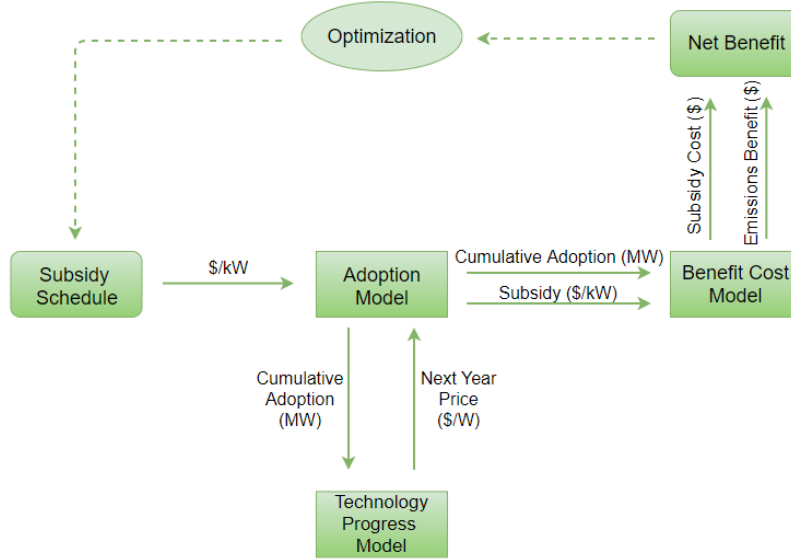 Optimization
Net Benefit
Subsidy Cost ($)
Emissions Benefit ($)
Subsidy
Schedule
$/kW
Adoption
Model
Cumulative Adoption (MW)
Subsidy ($/kW)
Benefit Cost
Model
Cumulative
Adoption
(MW)
Next Year
Price
($/W)
Technology
Progress
Model